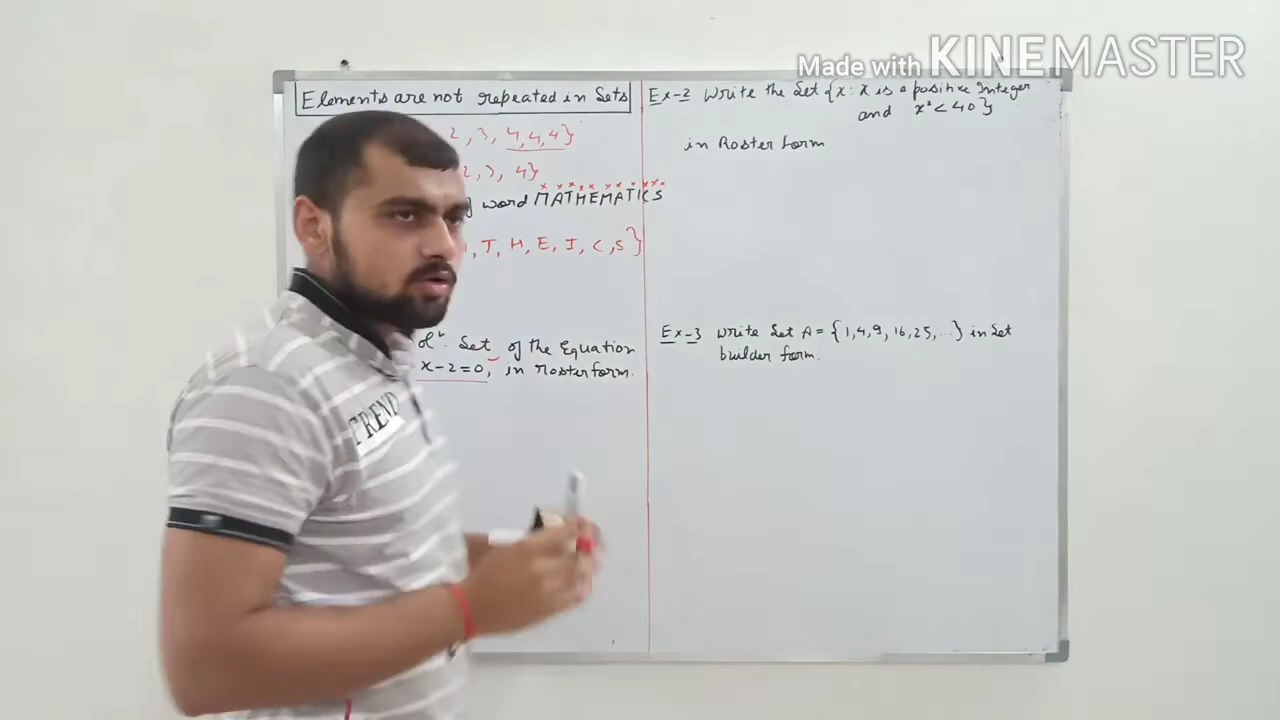 Made with KINEMASTER
Elements are not repeated in Sets
2, 3, 4, 4, 4}
2, 3, 4}
word MATHEMATICS
, T, H, E, I, C, S}
Set of the Equation
x-2=0, in roster form.
TREND
Ex-2 Write the Set {x: x is a positive Integer
and x² < 40}
in Roster form
Ex-3 Write Set A = {1, 4, 9, 16, 25, ...} in Set
builder form.